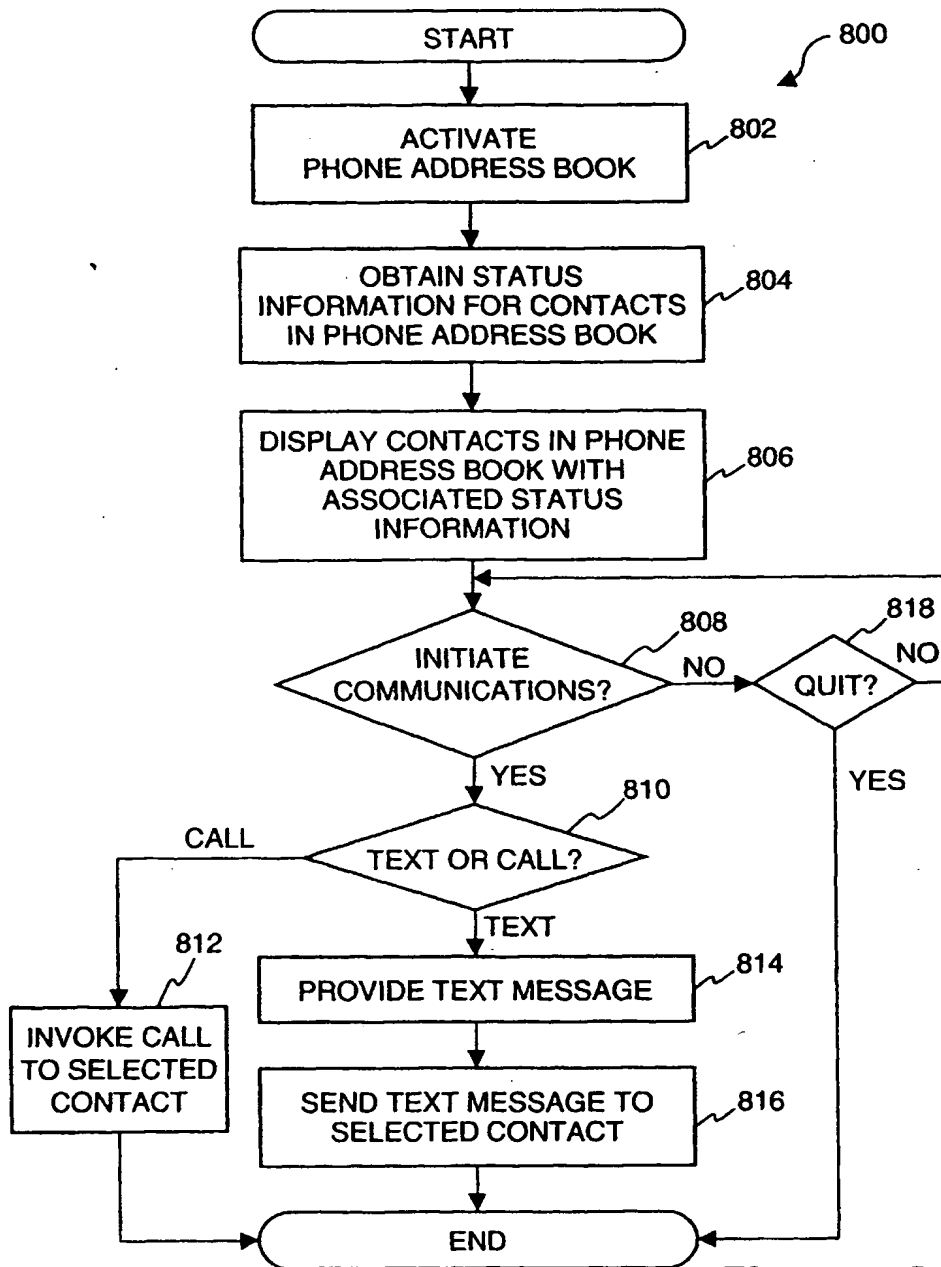 START
800
ACTIVATE
PHONE ADDRESS BOOK
802
OBTAIN STATUS
INFORMATION FOR CONTACTS
IN PHONE ADDRESS BOOK
804
DISPLAY CONTACTS IN PHONE
ADDRESS BOOK WITH
ASSOCIATED STATUS
INFORMATION
806
INITIATE
COMMUNICATIONS?
808
NO
QUIT?
818
NO
YES
YES
TEXT OR CALL?
810
CALL
TEXT
812
INVOKE CALL
TO SELECTED
CONTACT
PROVIDE TEXT MESSAGE
814
SEND TEXT MESSAGE TO
SELECTED CONTACT
816
END